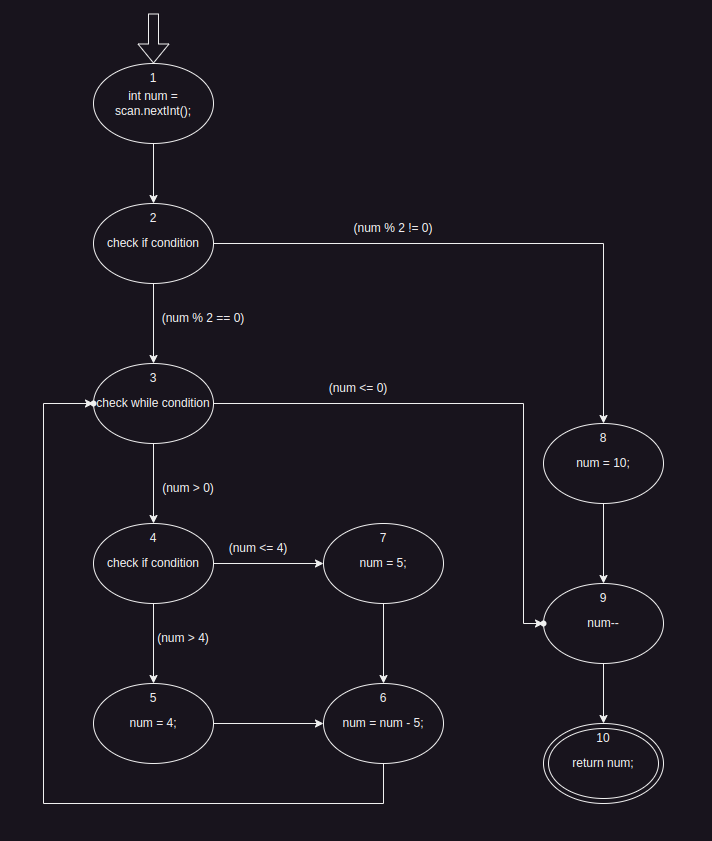 1
int num =
scan.nextInt();
2
check if condition
(num % 2 != 0)
(num % 2 == 0)
3
check while condition
(num <= 0)
(num > 0)
8
num = 10;
4
check if condition
(num <= 4)
7
num = 5;
(num > 4)
9
num--
5
num = 4;
6
num = num - 5;
10
return num;